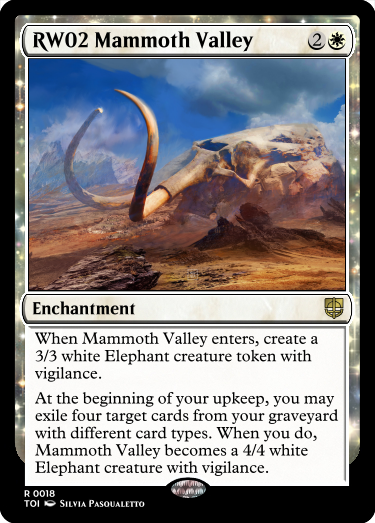 RW02 Mammoth Valley 2
Enchantment
When Mammoth Valley enters, create a
3/3 white Elephant creature token with
vigilance.
At the beginning of your upkeep, you may
exile four target cards from your graveyard
with different card types. When you do,
Mammoth Valley becomes a 4/4 white
Elephant creature with vigilance.
R 0018
TOI Silvia Pasqualetto